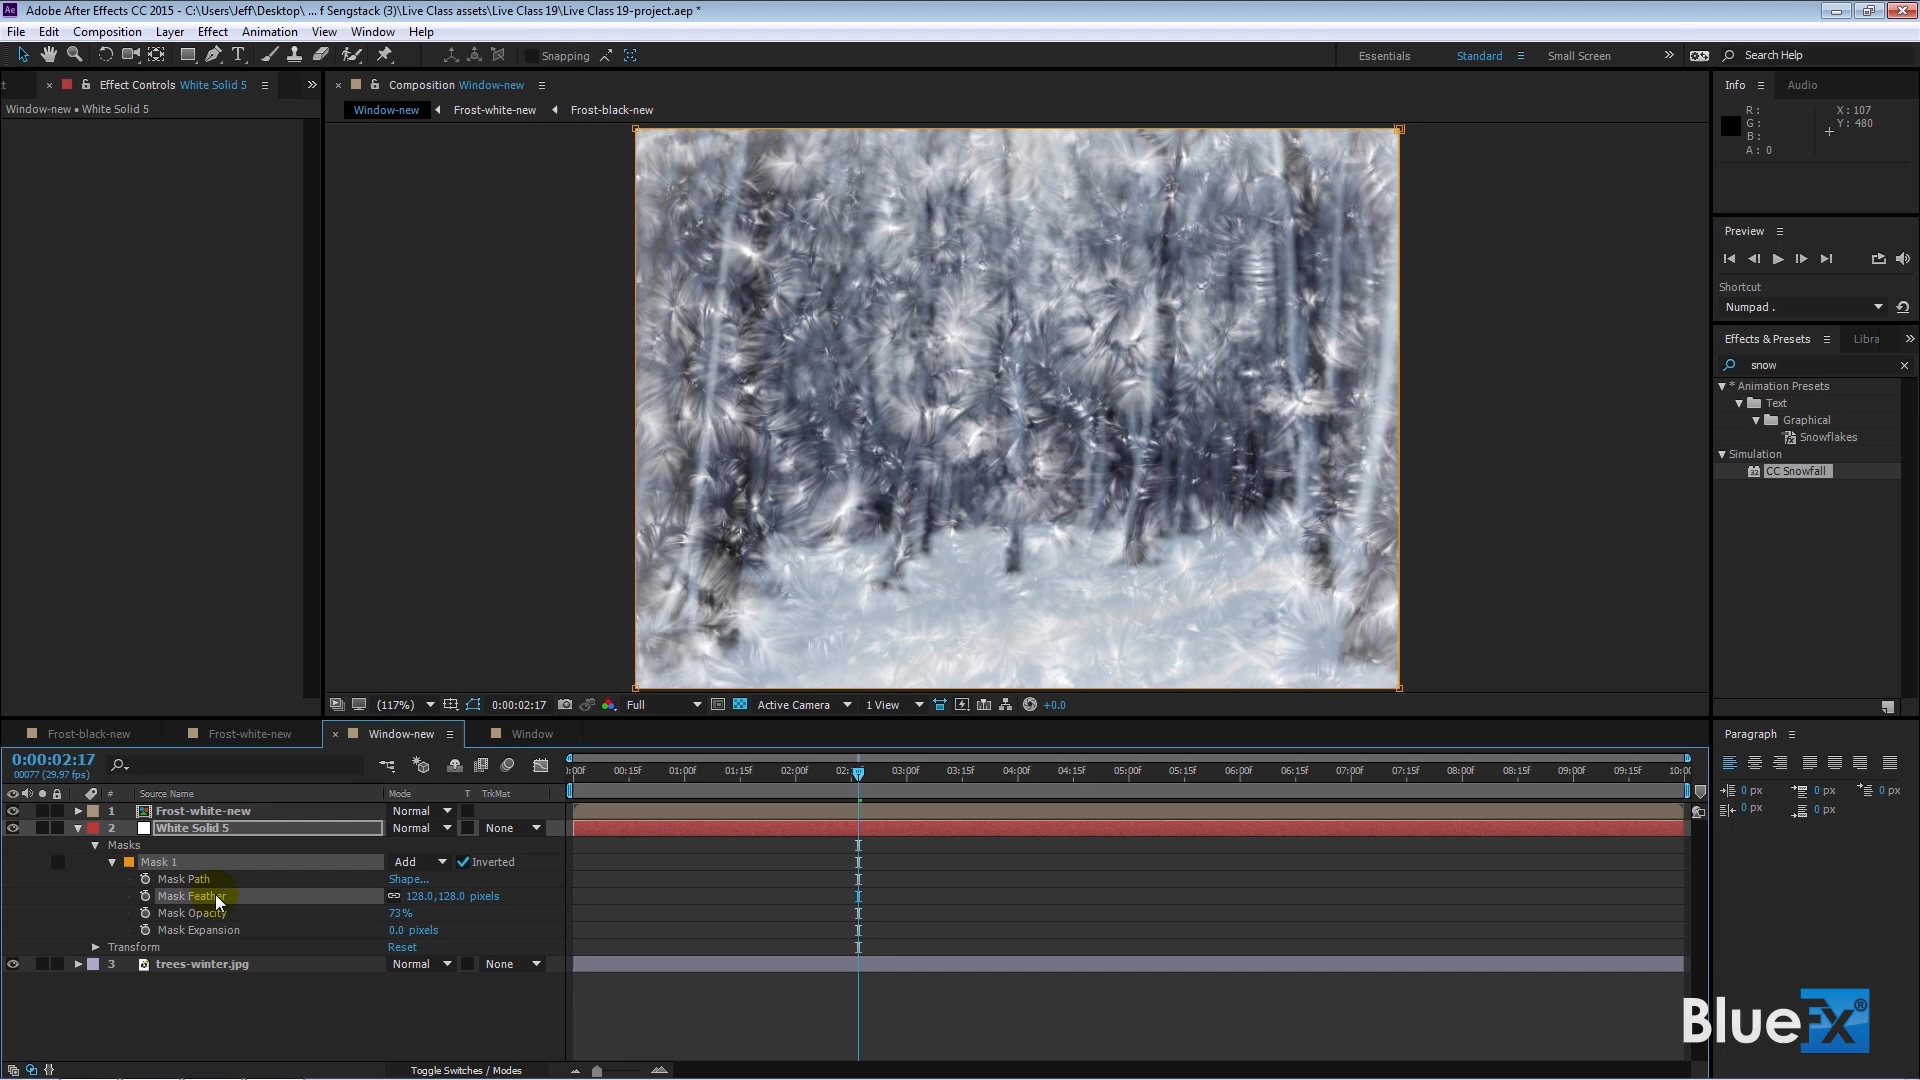 Ae Adobe After Effects CC 2015 - C:\Users\Jeff\Desktop\ ... f Sengstack (3)\Live Class assets\Live Class 19\Live Class 19-project.aep *
File Edit Composition Layer Effect Animation View Window Help
Snapping Essentials Standard Small Screen Search Help
Effect Controls White Solid 5
Window-new • White Solid 5
Composition Window-new
Window-new Frost-white-new Frost-black-new
Info Audio
R:
G:
B:
A: 0
X: 107
Y: 480
Preview
Shortcut
Numpad .
Effects & Presets Libra
snow
* Animation Presets
Text
Graphical
Snowflakes
Simulation
CC Snowfall
(117%) 0:00:02:17 Full Active Camera 1 View +0.0
Frost-black-new Frost-white-new Window-new Window
0:00:02:17
00077 (29.97 fps)
:00f 00:15f 01:00f 01:15f 02:00f 02: 03:00f 03:15f 04:00f 04:15f 05:00f 05:15f 06:00f 06:15f 07:00f 07:15f 08:00f 08:15f 09:00f 09:15f 10:00
# Source Name Mode T TrkMat
1 Frost-white-new Normal
2 White Solid 5 Normal None
Masks
Mask 1 Add Inverted
Mask Path Shape...
Mask Feather 128.0,128.0 pixels
Mask Opacity 73%
Mask Expansion 0.0 pixels
Transform Reset
3 trees-winter.jpg Normal None
Toggle Switches / Modes
Paragraph
0 px 0 px 0 px
0 px 0 px
BlueFX®